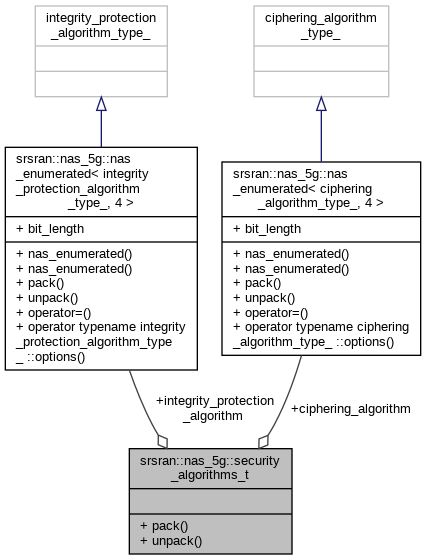 integrity_protection
_algorithm_type_
ciphering_algorithm
_type_
srsran::nas_5g::nas
_enumerated< integrity
_protection_algorithm
_type_, 4 >
+ bit_length
+ nas_enumerated()
+ nas_enumerated()
+ pack()
+ unpack()
+ operator=()
+ operator typename integrity
_protection_algorithm_type
_ ::options()
srsran::nas_5g::nas
_enumerated< ciphering
_algorithm_type_, 4 >
+ bit_length
+ nas_enumerated()
+ nas_enumerated()
+ pack()
+ unpack()
+ operator=()
+ operator typename ciphering
_algorithm_type_ ::options()
+integrity_protection
_algorithm
+ciphering_algorithm
srsran::nas_5g::security
_algorithms_t
+ pack()
+ unpack()